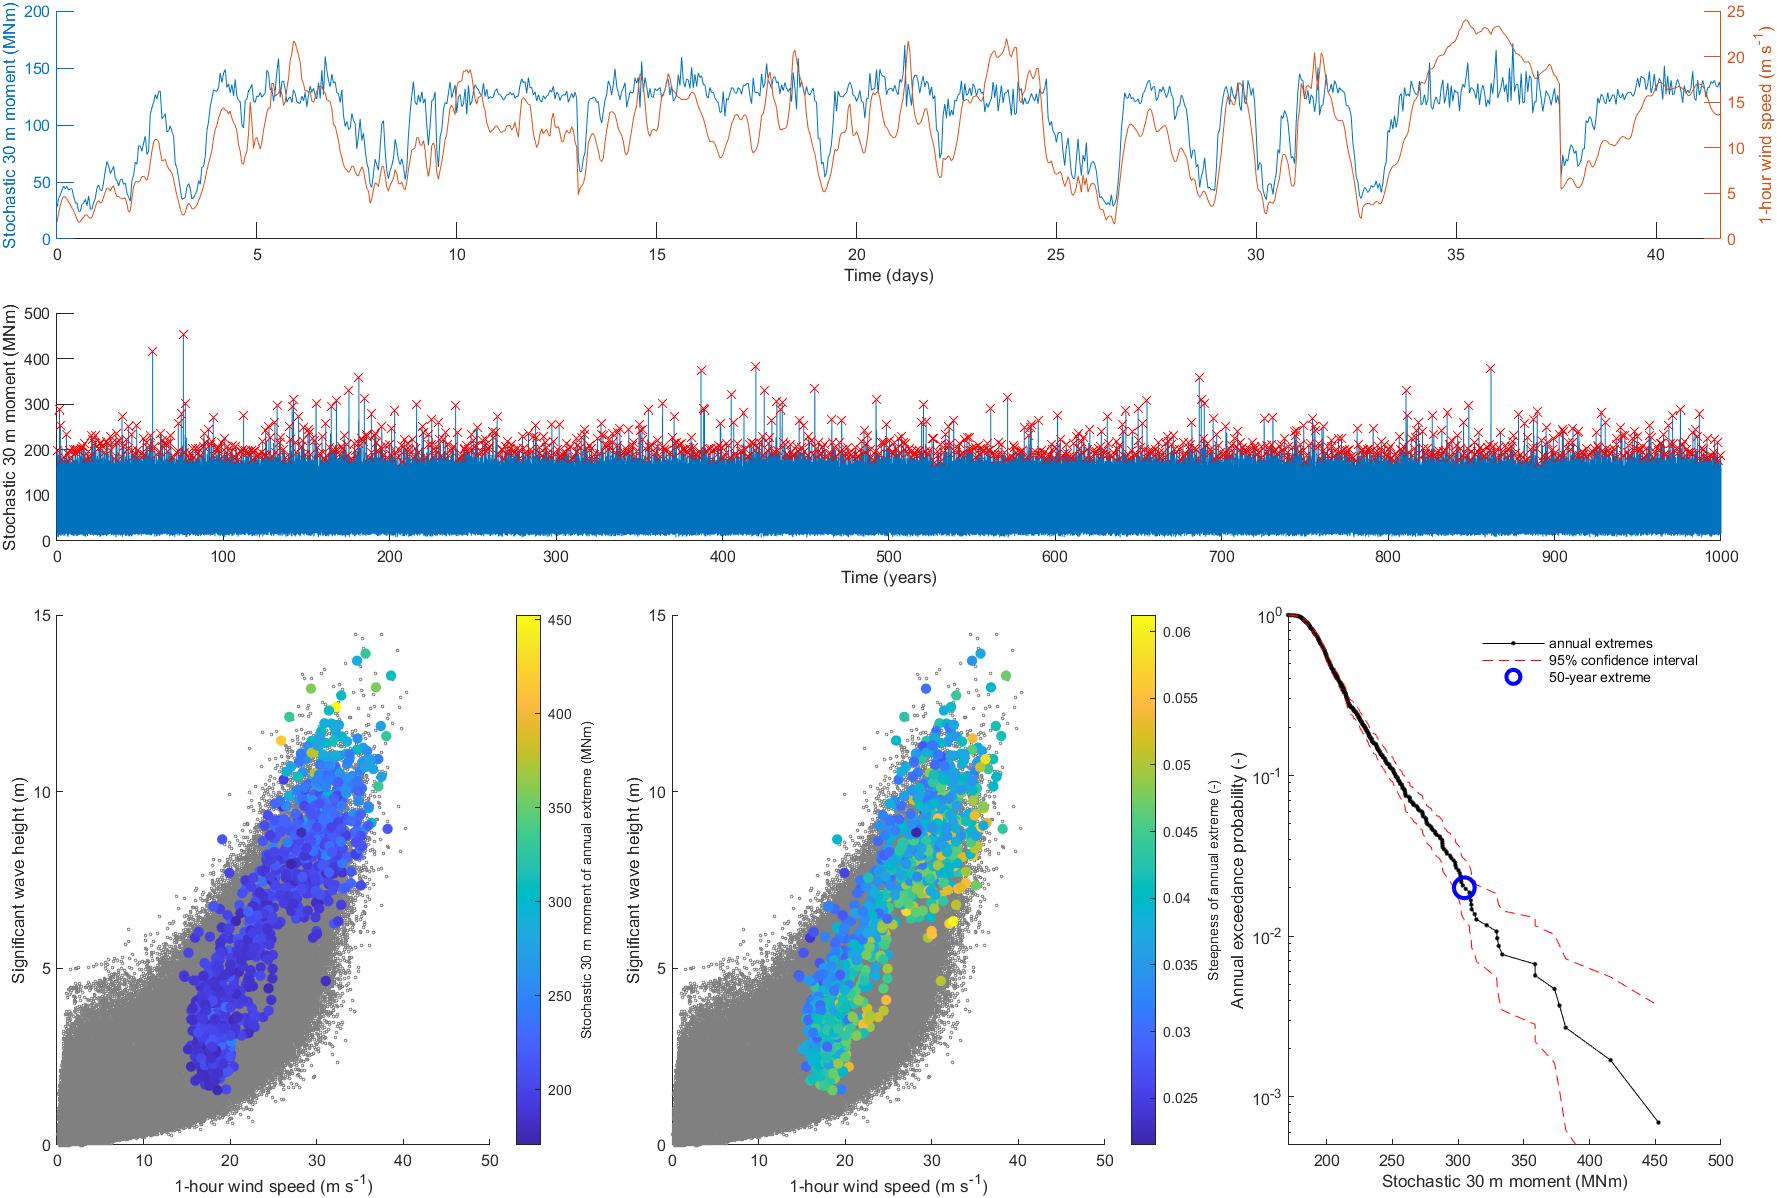 Stochastic 30 m moment (MNm)
200
150
100
50
0
25
20
15
10
5
0
1-hour wind speed (m s-1)
0 5 10 15 20 25 30 35 40
Time (days)
Stochastic 30 m moment (MNm)
500
400
300
200
100
0
0 100 200 300 400 500 600 700 800 900 1000
Time (years)
Significant wave height (m)
15
10
5
0
0 10 20 30 40 50
1-hour wind speed (m s-1)
450
400
350
300
250
200
Stochastic 30 m moment of annual extreme (MNm)
Significant wave height (m)
15
10
5
0
0 10 20 30 40 50
1-hour wind speed (m s-1)
0.06
0.055
0.05
0.045
0.04
0.035
0.03
0.025
Steepness of annual extreme (-)
Annual exceedance probability (-)
100
10-1
10-2
10-3
annual extremes
95% confidence interval
50-year extreme
200 250 300 350 400 450 500
Stochastic 30 m moment (MNm)